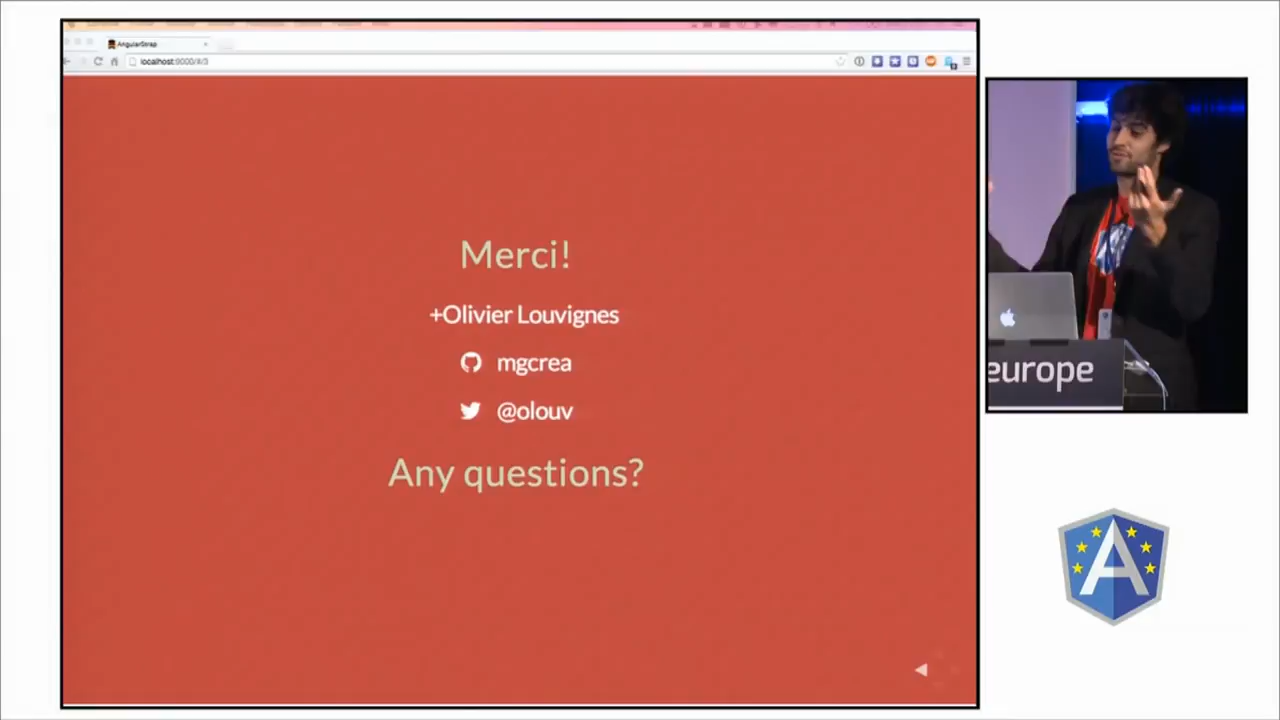 AngularStrap
localhost:9000/#/3
Merci!
+Olivier Louvignes
mgcrea
@olouv
Any questions?
europe